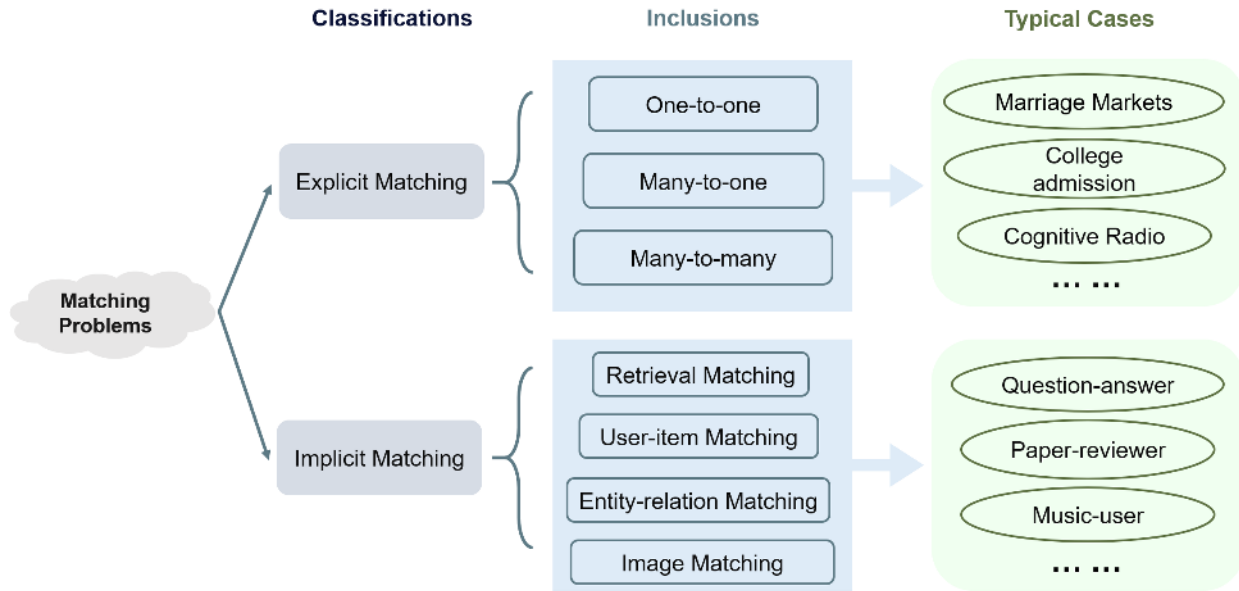 Classifications
Inclusions
Typical Cases
Matching
Problems
Explicit Matching
One-to-one
Many-to-one
Many-to-many
Marriage Markets
College
admission
Cognitive Radio
... ...
Implicit Matching
Retrieval Matching
User-item Matching
Entity-relation Matching
Image Matching
Question-answer
Paper-reviewer
Music-user
... ...